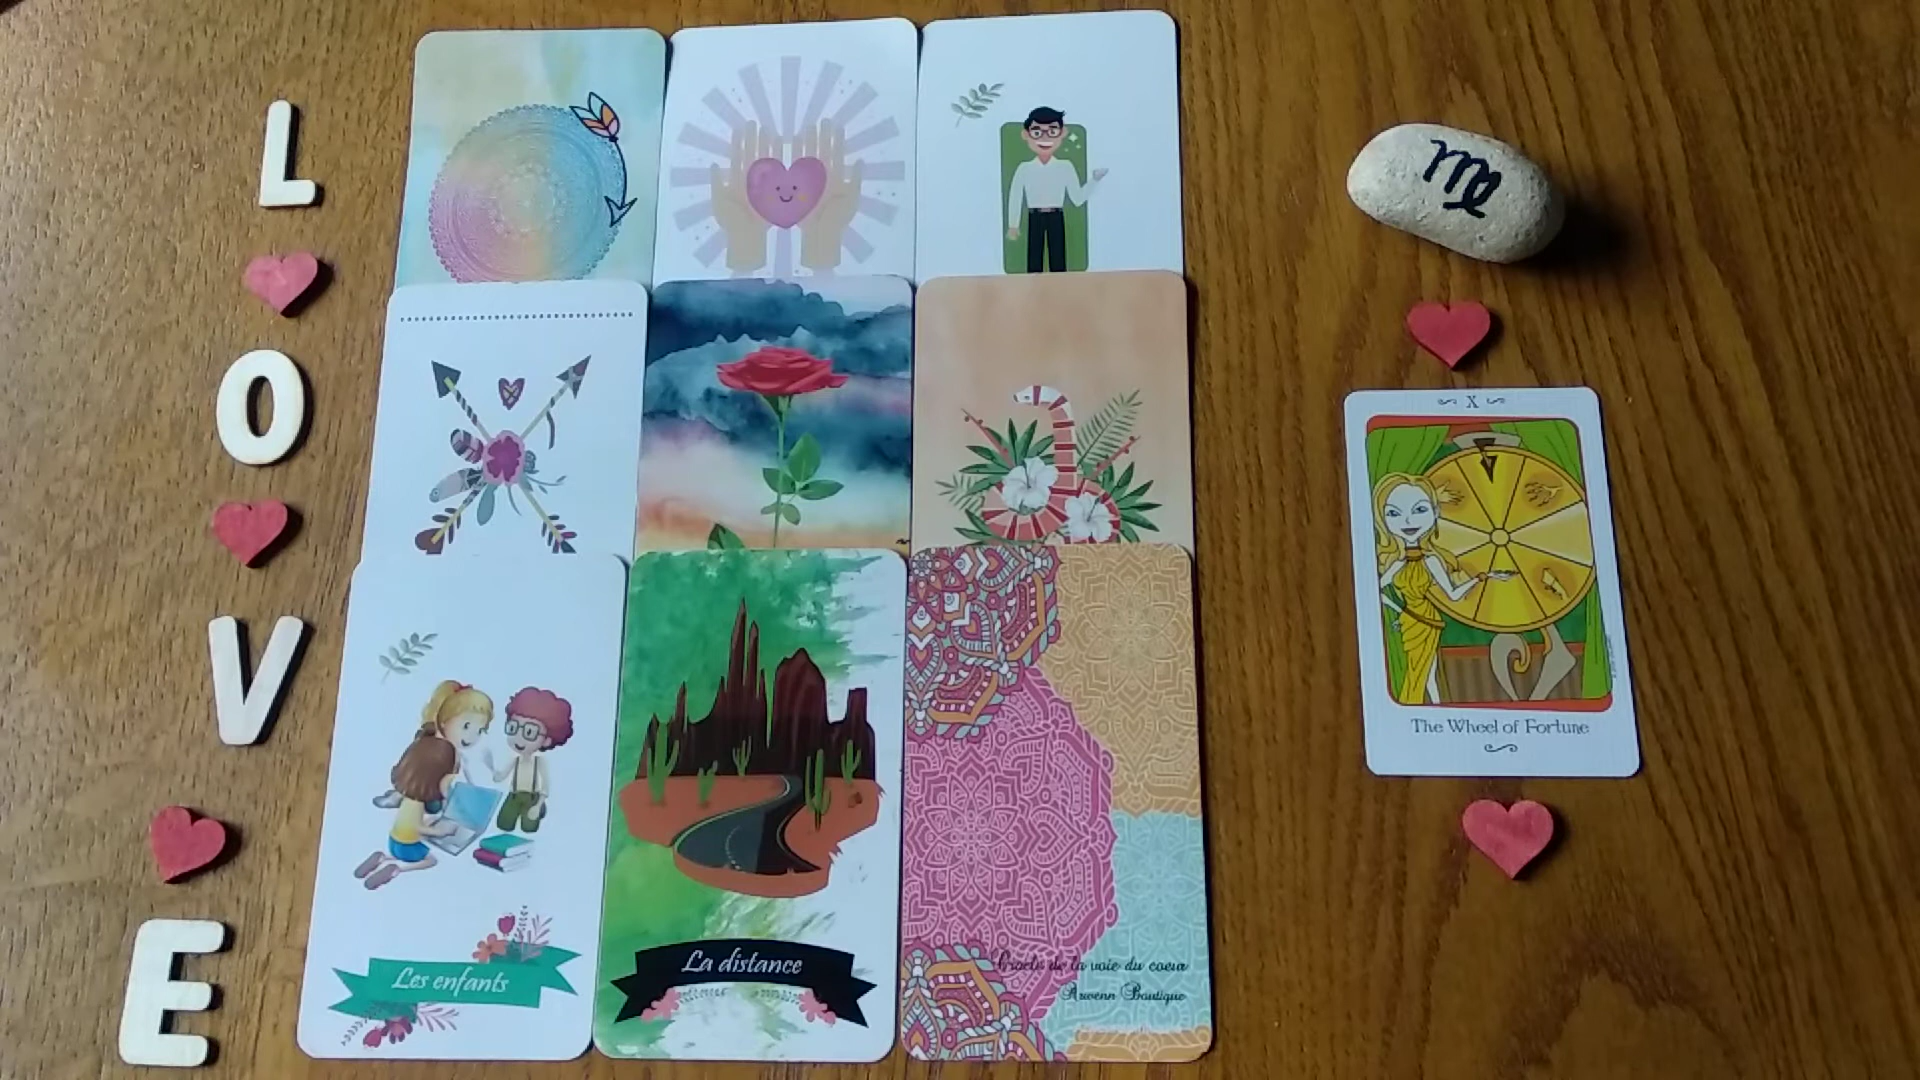 L
O
V
E
Les enfants
La distance
Oracle de la voie du coeur
Arwenn Boutique
♍
X
The Wheel of Fortune